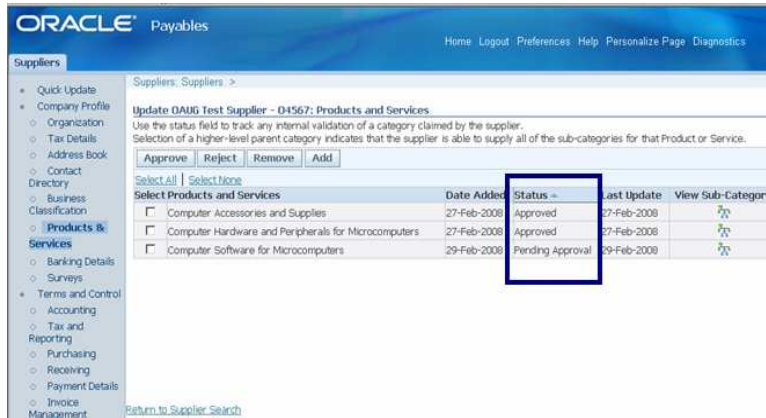 ORACLE® Payables
Home Logout Preferences Help Personalize Page Diagnostics
Suppliers
Quick Update
Company Profile
Organization
Tax Details
Address Book
Contact
Directory
Business
Classification
Products &
Services
Banking Details
Surveys
Terms and Control
Accounting
Tax and
Reporting
Purchasing
Receiving
Payment Details
Invoice
Management
Suppliers: Suppliers >
Update OAUG Test Supplier - 04567: Products and Services
Use the status field to track any internal validation of a category claimed by the supplier.
Selection of a higher-level parent category indicates that the supplier is able to supply all of the sub-categories for that Product or Service.
Approve Reject Remove Add
Select All | Select None
Select Products and Services Date Added Status Last Update View Sub-Categor
Computer Accessories and Supplies 27-Feb-2008 Approved 27-Feb-2008
Computer Hardware and Peripherals for Microcomputers 27-Feb-2008 Approved 27-Feb-2008
Computer Software for Microcomputers 29-Feb-2008 Pending Approval 29-Feb-2008
Return to Supplier Search